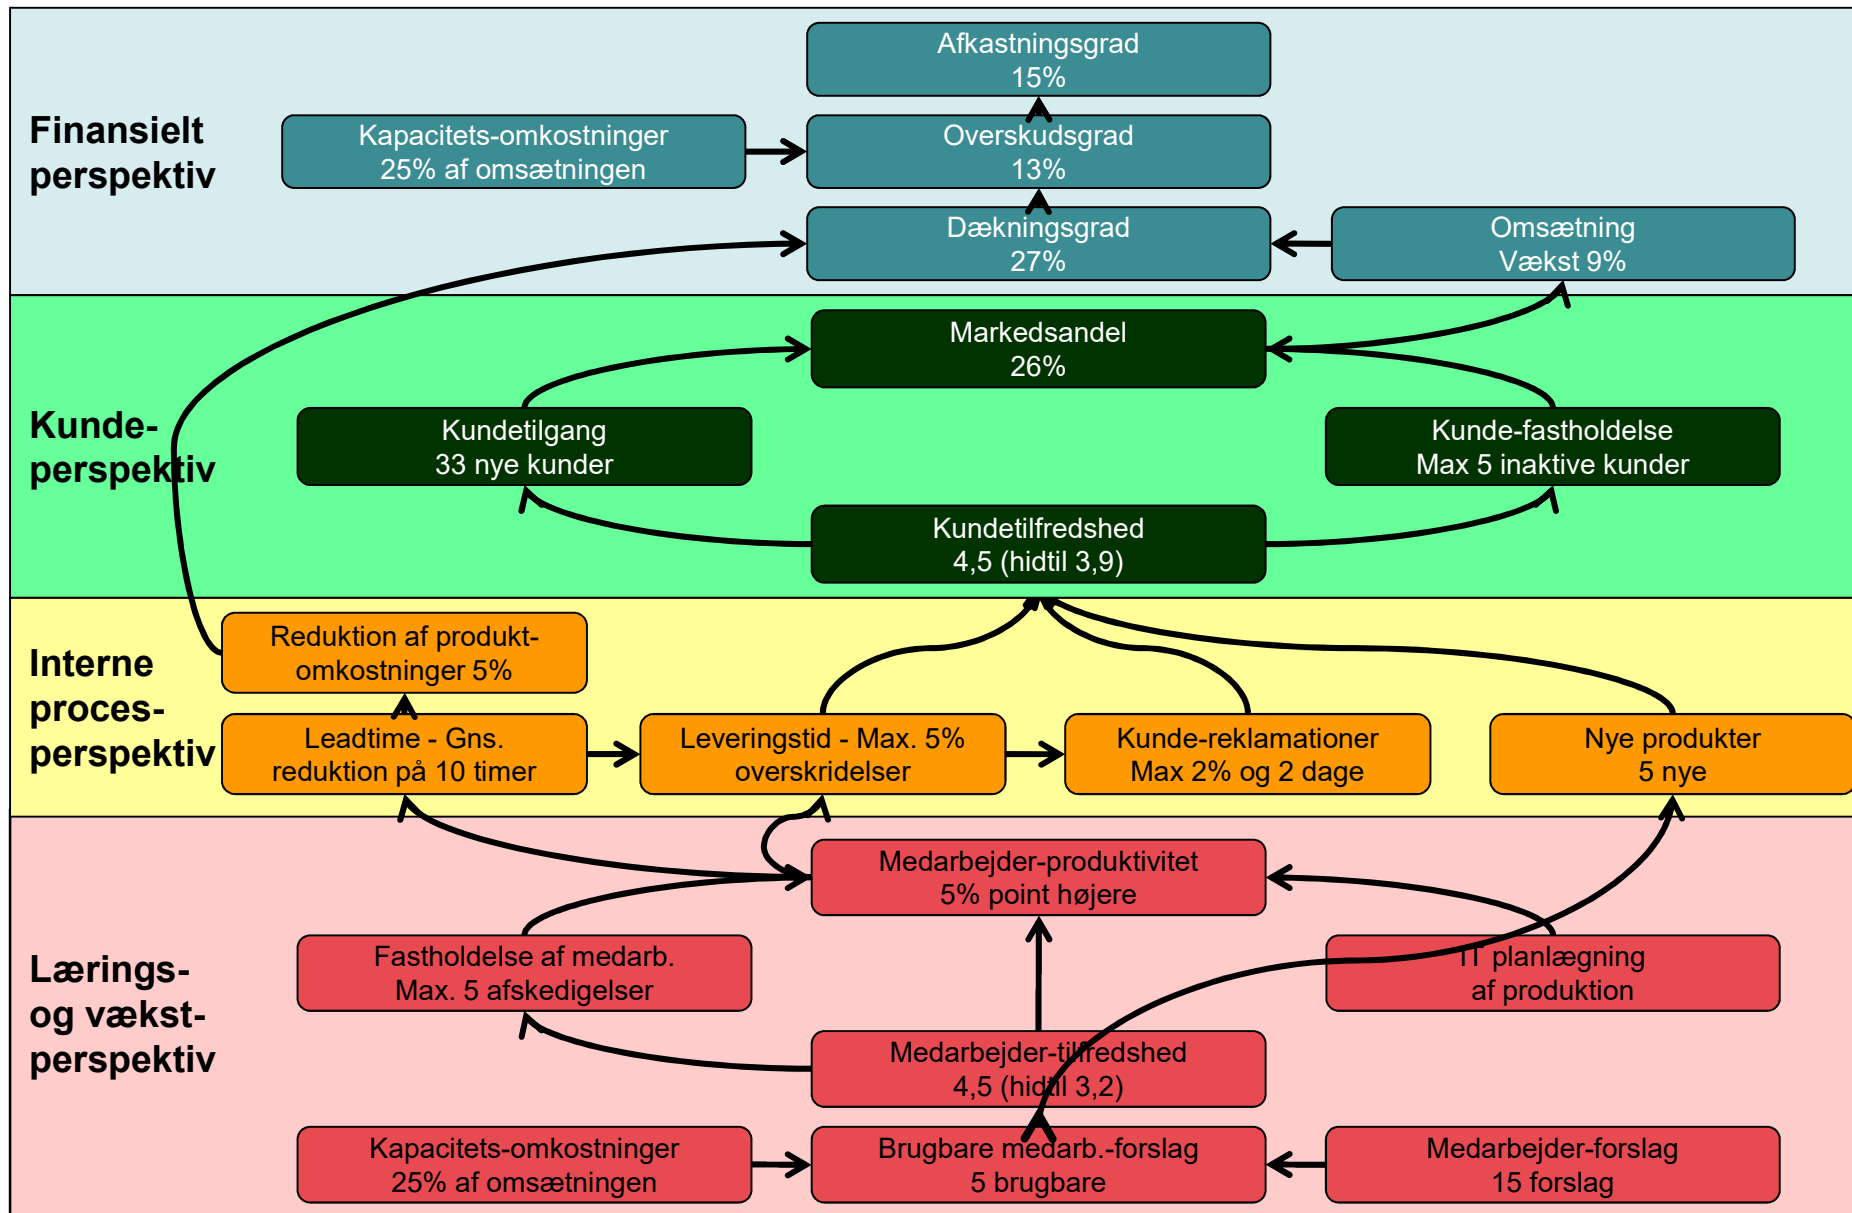 Finansielt
perspektiv
Afkastningsgrad
15%
Kapacitets-omkostninger
25% af omsætningen
Overskudsgrad
13%
Dækningsgrad
27%
Omsætning
Vækst 9%
Kunde-
perspektiv
Markedsandel
26%
Kundetilgang
33 nye kunder
Kunde-fastholdelse
Max 5 inaktive kunder
Kundetilfredshed
4,5 (hidtil 3,9)
Interne
proces-
perspektiv
Reduktion af produkt-
omkostninger 5%
Leadtime - Gns.
reduktion på 10 timer
Leveringstid - Max. 5%
overskridelser
Kunde-reklamationer
Max 2% og 2 dage
Nye produkter
5 nye
Lærings-
og vækst-
perspektiv
Medarbejder-produktivitet
5% point højere
Fastholdelse af medarb.
Max. 5 afskedigelser
IT planlægning
af produktion
Medarbejder-tilfredshed
4,5 (hidtil 3,2)
Kapacitets-omkostninger
25% af omsætningen
Brugbare medarb.-forslag
5 brugbare
Medarbejder-forslag
15 forslag